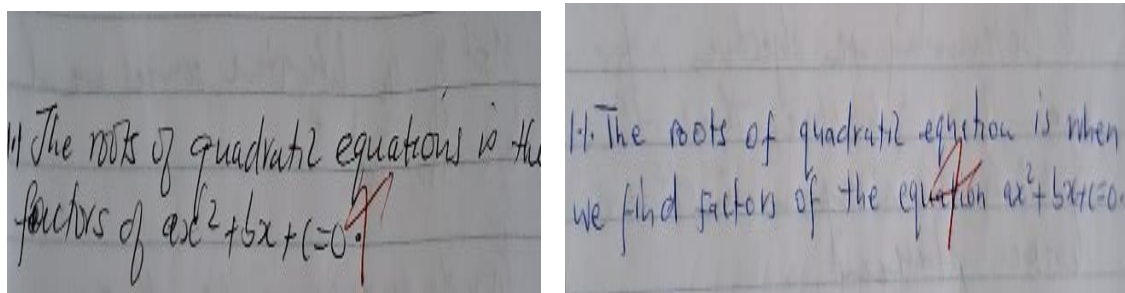 1.1 The roots of quadratic equations is the
factors of ax² + bx + c = 0.
1.1. The roots of quadratic equation is when
we find factors of the equation ax² + bx + c = 0.